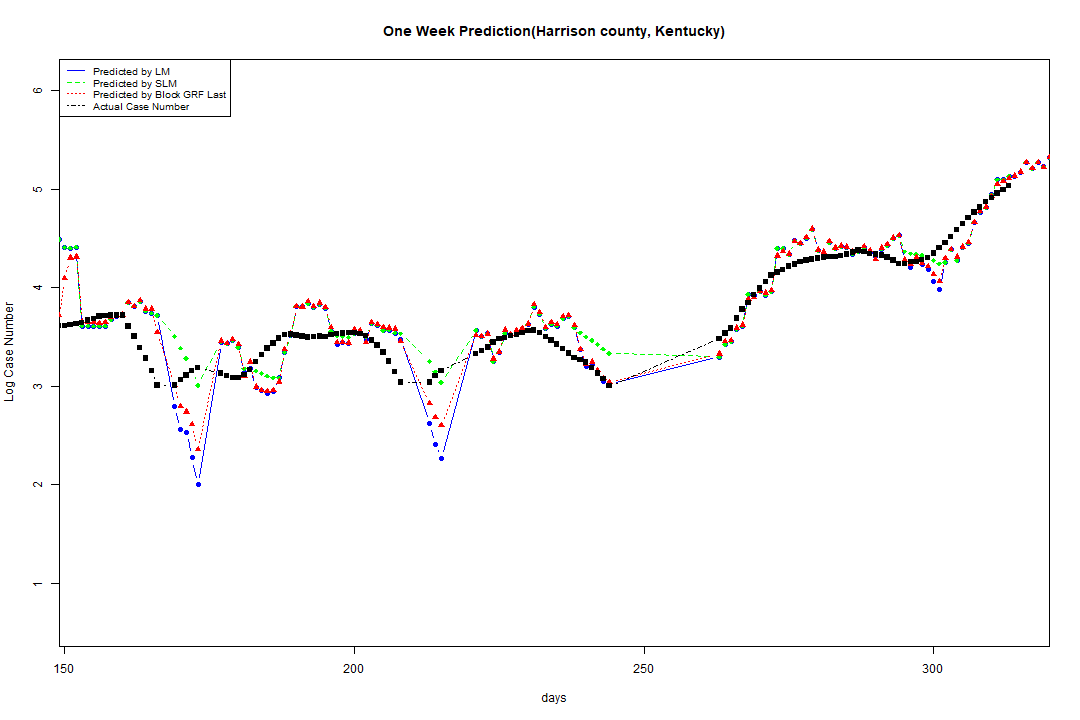 One Week Prediction(Harrison county, Kentucky)
Predicted by LM
Predicted by SLM
Predicted by Block GRF Last
Actual Case Number
6
5
4
3
2
1
Log Case Number
150 200 250 300
days